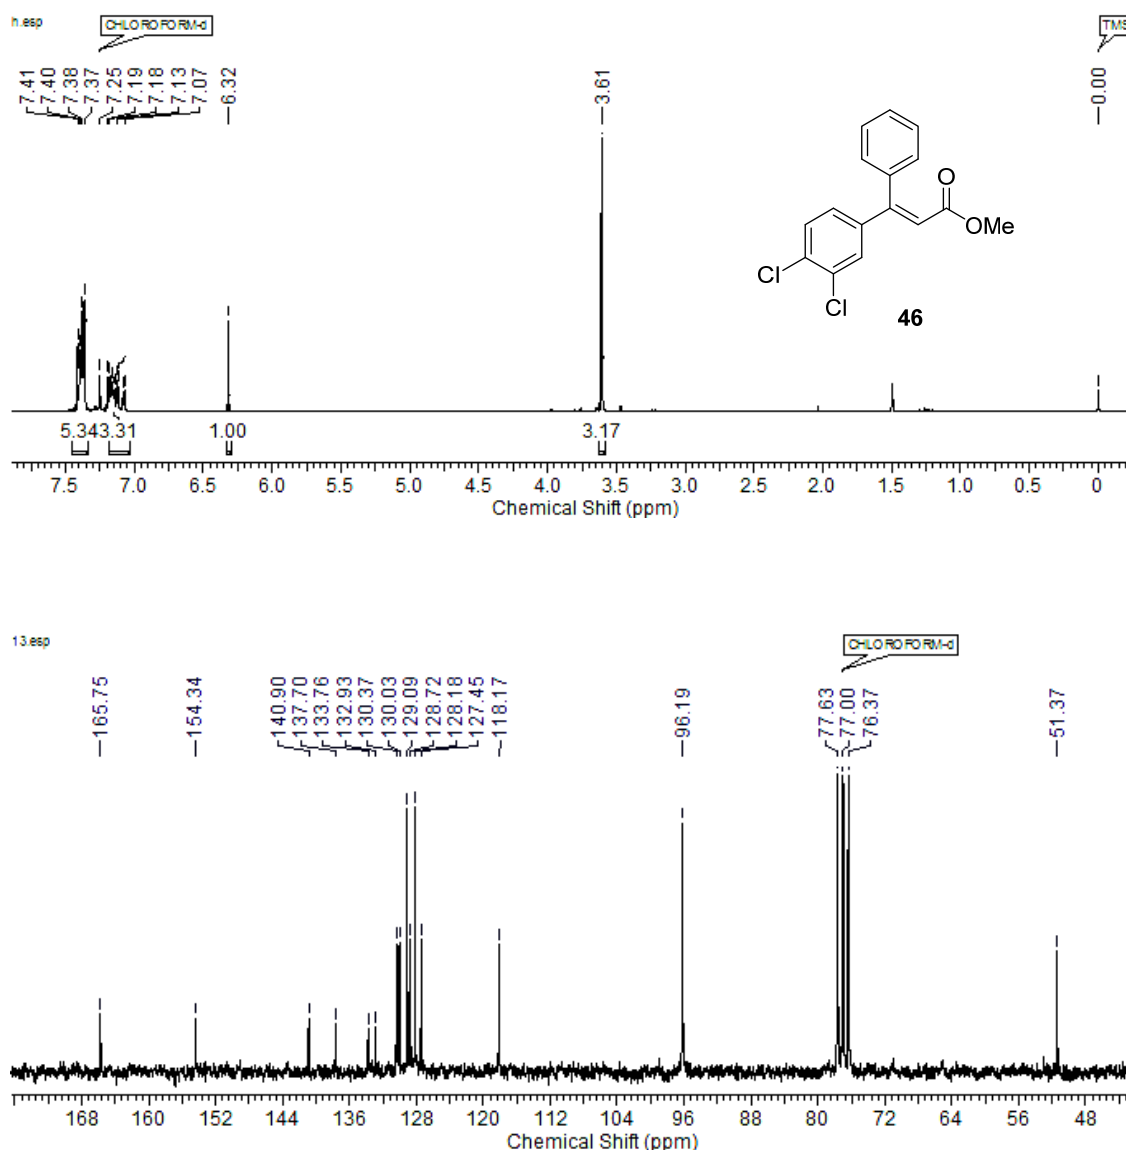 h.esp
CHLOROFORM-d
TMS
7.41
7.40
7.38
7.37
7.25
7.19
7.18
7.13
7.07
6.32
3.61
0.00
O
OMe
Cl
Cl
46
5.34 3.31 1.00 3.17
7.5 7.0 6.5 6.0 5.5 5.0 4.5 4.0 3.5 3.0 2.5 2.0 1.5 1.0 0.5 0
Chemical Shift (ppm)
13.esp
CHLOROFORM-d
165.75
154.34
140.90
137.70
133.76
132.93
130.37
130.03
129.09
128.72
128.18
127.45
118.17
96.19
77.63
77.00
76.37
51.37
168 160 152 144 136 128 120 112 104 96 88 80 72 64 56 48
Chemical Shift (ppm)